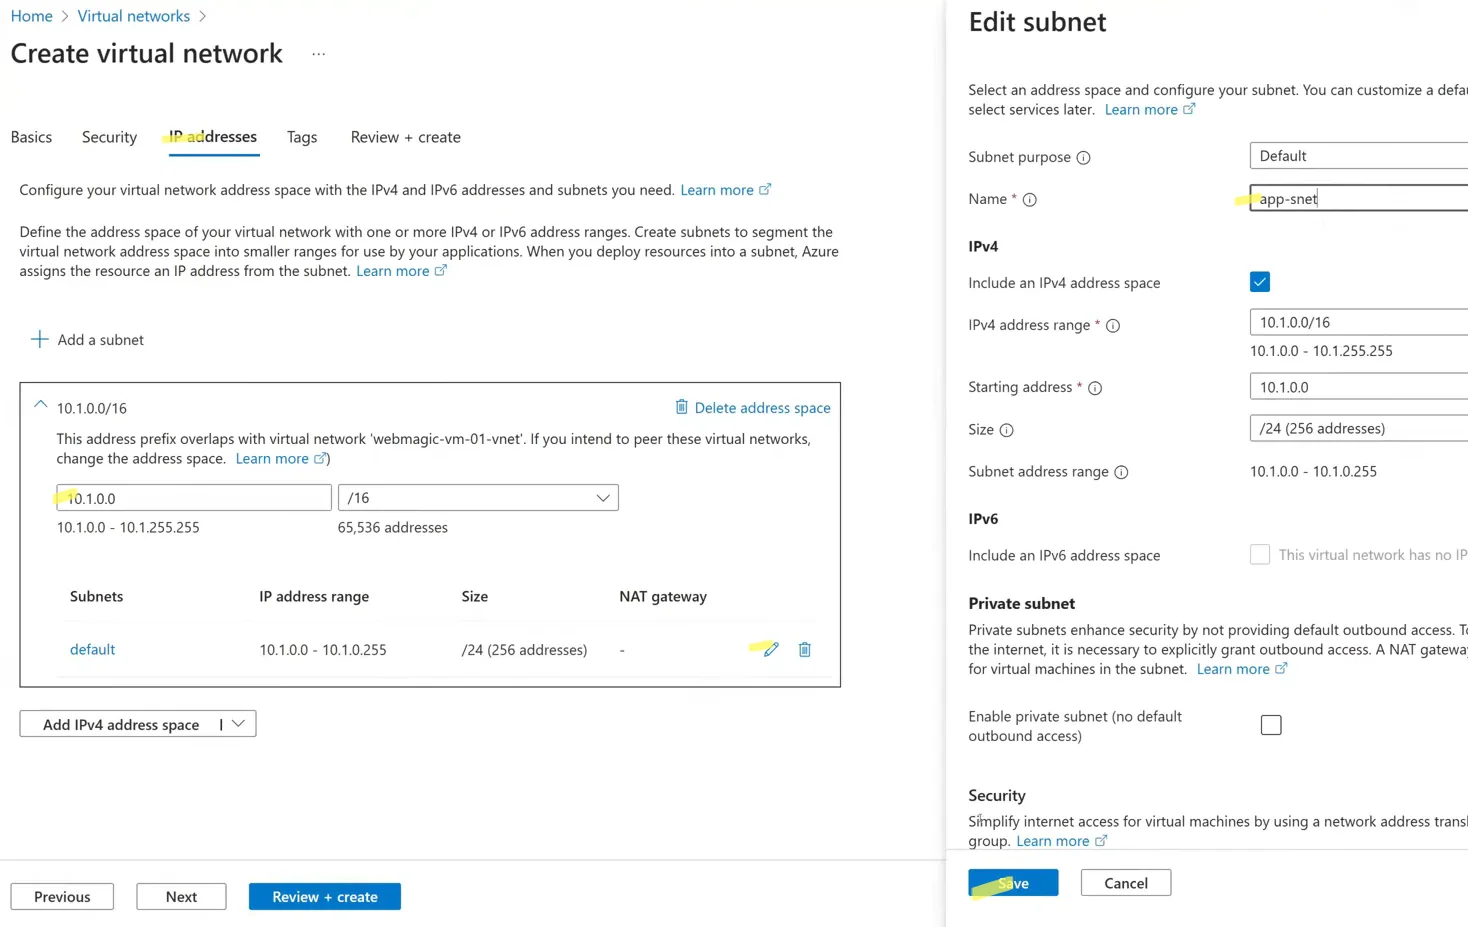 Home > Virtual networks >
Create virtual network ...
Basics Security IP addresses Tags Review + create
Configure your virtual network address space with the IPv4 and IPv6 addresses and subnets you need. Learn more
Define the address space of your virtual network with one or more IPv4 or IPv6 address ranges. Create subnets to segment the
virtual network address space into smaller ranges for use by your applications. When you deploy resources into a subnet, Azure
assigns the resource an IP address from the subnet. Learn more
+ Add a subnet
10.1.0.0/16 Delete address space
This address prefix overlaps with virtual network 'webmagic-vm-01-vnet'. If you intend to peer these virtual networks,
change the address space. Learn more )
10.1.0.0 /16
10.1.0.0 - 10.1.255.255 65,536 addresses
Subnets IP address range Size NAT gateway
default 10.1.0.0 - 10.1.0.255 /24 (256 addresses) -
Add IPv4 address space |
Previous Next Review + create
Edit subnet
Select an address space and configure your subnet. You can customize a defau
select services later. Learn more
Subnet purpose Default
Name * app-snet
IPv4
Include an IPv4 address space
IPv4 address range * 10.1.0.0/16
10.1.0.0 - 10.1.255.255
Starting address * 10.1.0.0
Size /24 (256 addresses)
Subnet address range 10.1.0.0 - 10.1.0.255
IPv6
Include an IPv6 address space This virtual network has no IP
Private subnet
Private subnets enhance security by not providing default outbound access. To
the internet, it is necessary to explicitly grant outbound access. A NAT gateway
for virtual machines in the subnet. Learn more
Enable private subnet (no default
outbound access)
Security
Simplify internet access for virtual machines by using a network address transl
group. Learn more
Save Cancel